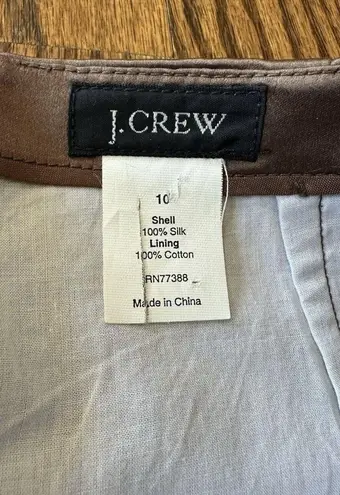 J.CREW
10
Shell
100% Silk
Lining
100% Cotton
RN77388
Made in China